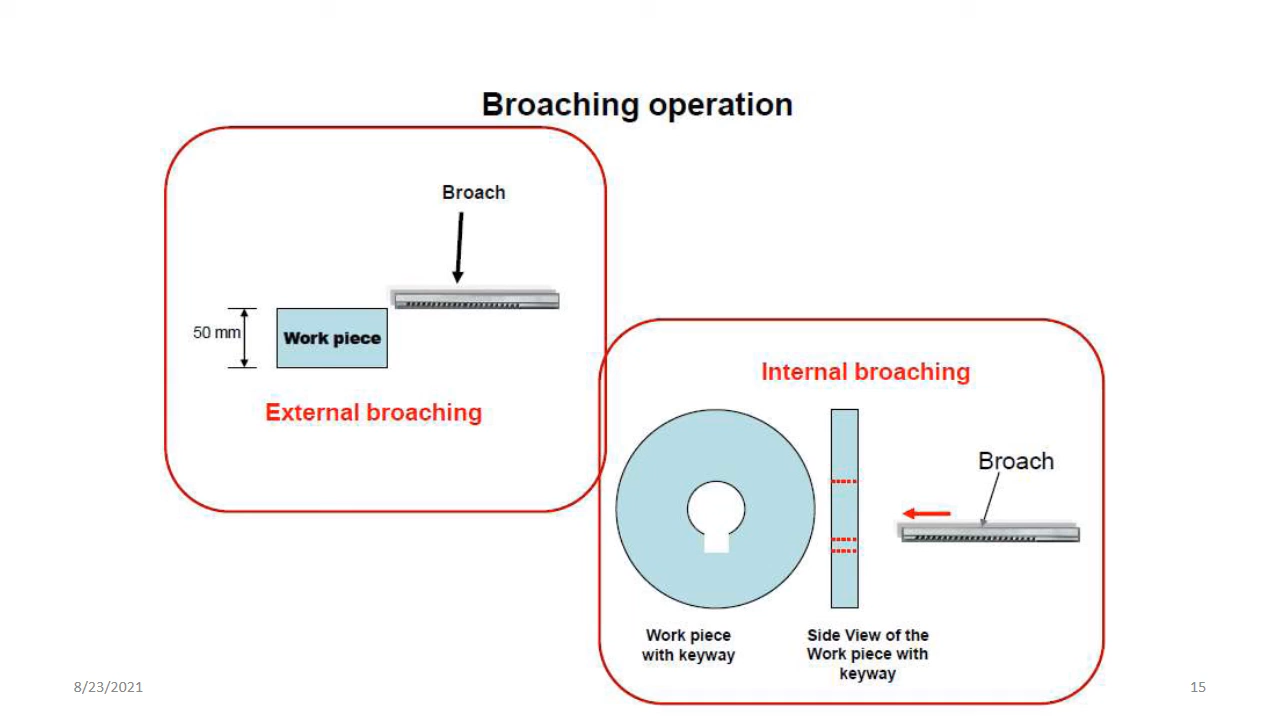 Broaching operation
Broach
50 mm
Work piece
External broaching
Internal broaching
Broach
Work piece
with keyway
Side View of the
Work piece with
keyway
8/23/2021
15